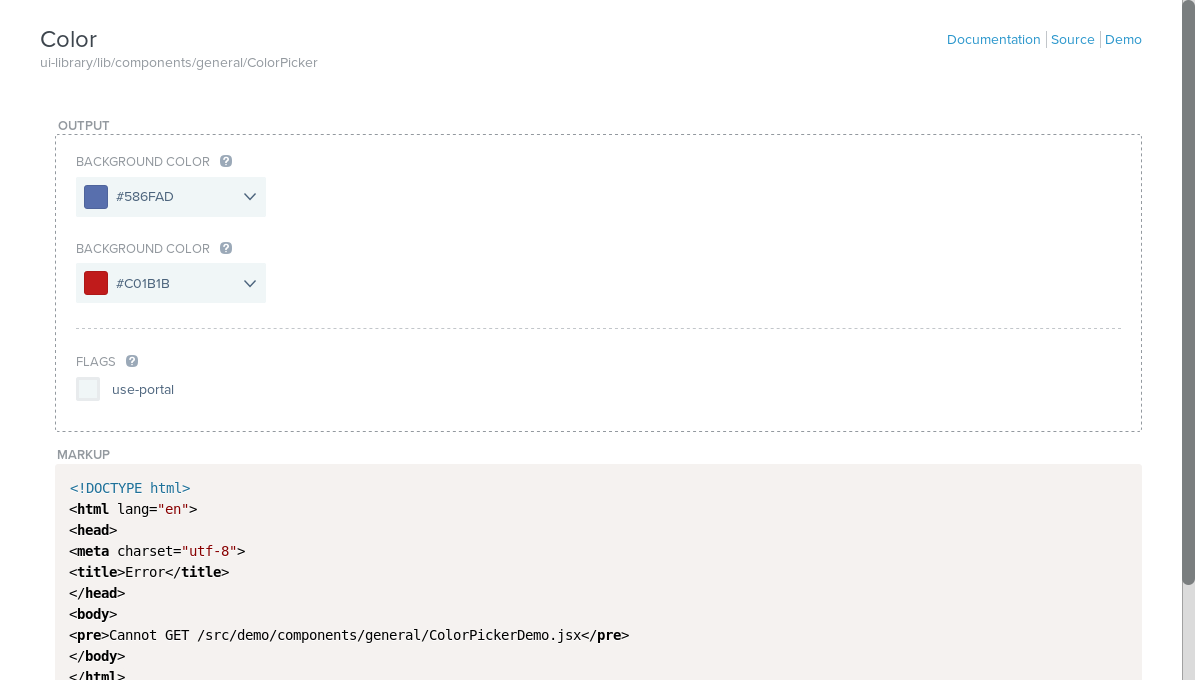 Color
Documentation Source Demo
ui-library/lib/components/general/ColorPicker
OUTPUT
BACKGROUND COLOR ?
#586FAD
BACKGROUND COLOR ?
#C01B1B
FLAGS ?
use-portal
MARKUP
<!DOCTYPE html>
<html lang="en">
<head>
<meta charset="utf-8">
<title>Error</title>
</head>
<body>
<pre>Cannot GET /src/demo/components/general/ColorPickerDemo.jsx</pre>
</body>
</html>